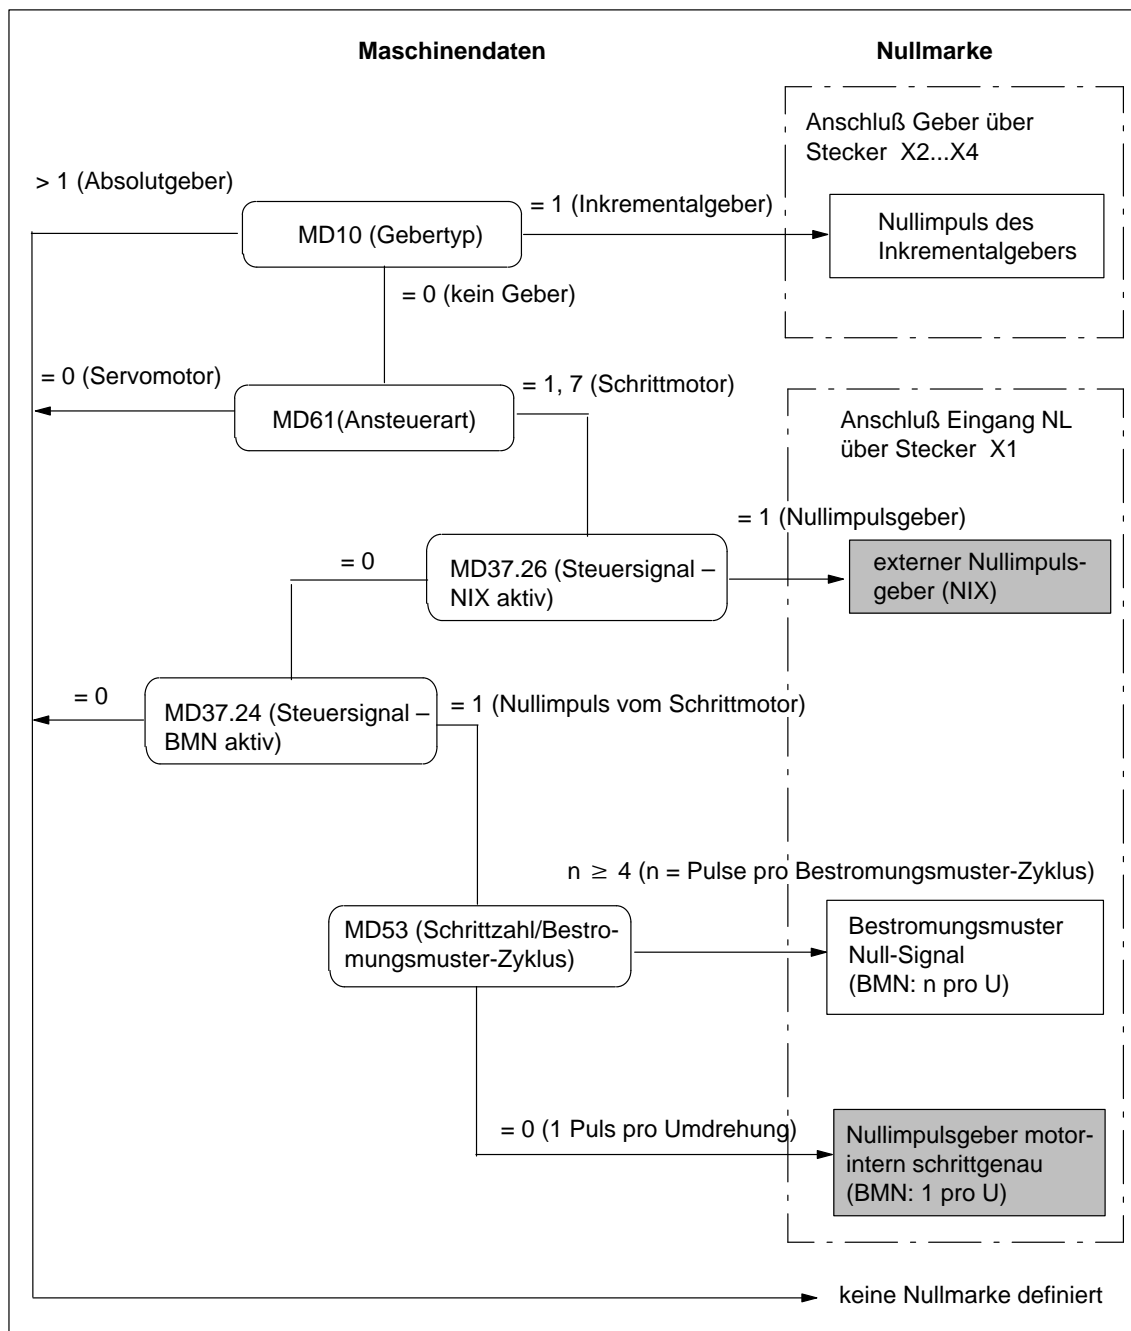 Maschinendaten
Nullmarke
Anschluß Geber über
Stecker X2...X4
> 1 (Absolutgeber)
= 1 (Inkrementalgeber)
MD10 (Gebertyp)
Nullimpuls des
Inkrementalgebers
= 0 (kein Geber)
= 0 (Servomotor)
= 1, 7 (Schrittmotor)
MD61(Ansteuerart)
Anschluß Eingang NL
über Stecker X1
= 1 (Nullimpulsgeber)
= 0
MD37.26 (Steuersignal –
NIX aktiv)
externer Nullimpuls-
geber (NIX)
= 0
= 1 (Nullimpuls vom Schrittmotor)
MD37.24 (Steuersignal –
BMN aktiv)
n ≥ 4 (n = Pulse pro Bestromungsmuster-Zyklus)
MD53 (Schrittzahl/Bestro-
mungsmuster-Zyklus)
Bestromungsmuster
Null-Signal
(BMN: n pro U)
= 0 (1 Puls pro Umdrehung)
Nullimpulsgeber motor-
intern schrittgenau
(BMN: 1 pro U)
keine Nullmarke definiert